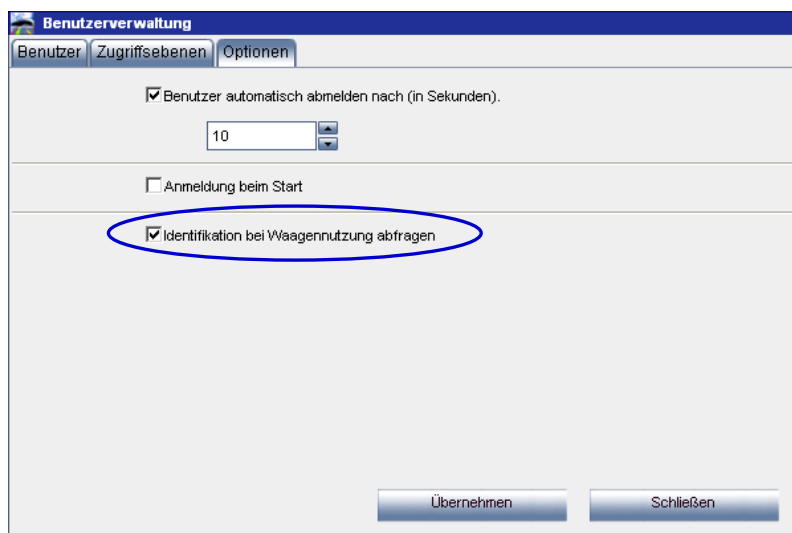 Benutzerverwaltung
Benutzer Zugriffsebenen Optionen
Benutzer automatisch abmelden nach (in Sekunden).
10
Anmeldung beim Start
Identifikation bei Waagennutzung abfragen
Übernehmen Schließen